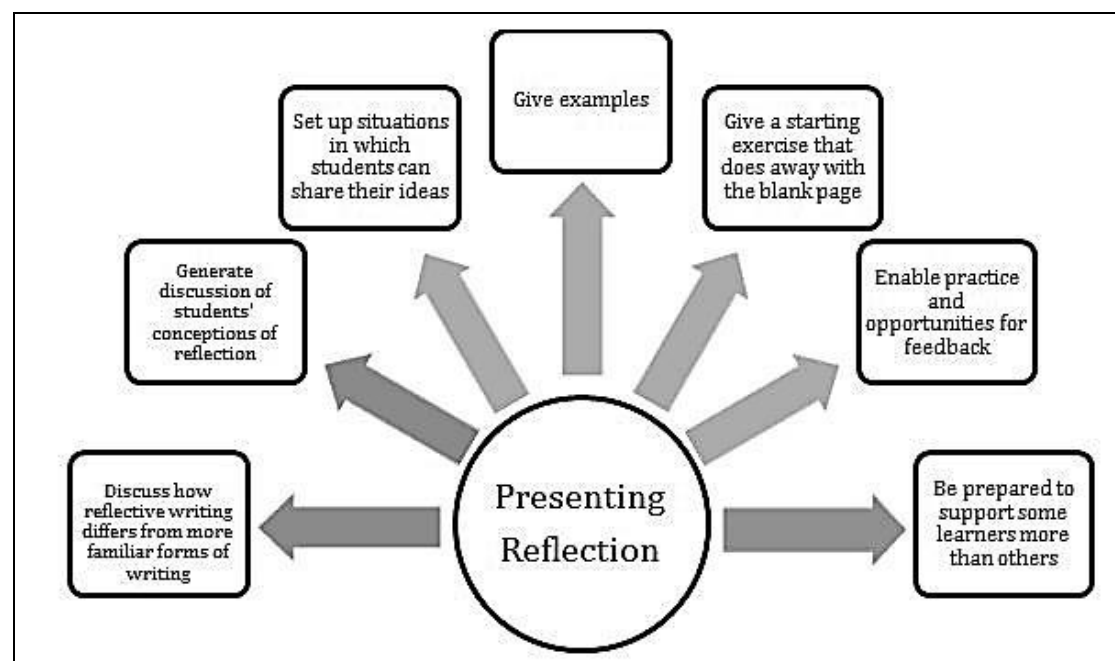 Discuss how
reflective writing
differs from more
familiar forms of
writing
Generate
discussion of
students'
conceptions of
reflection
Set up situations
in which
students can
share their ideas
Give examples
Give a starting
exercise that
does away with
the blank page
Enable practice
and
opportunities for
feedback
Be prepared to
support some
learners more
than others
Presenting
Reflection